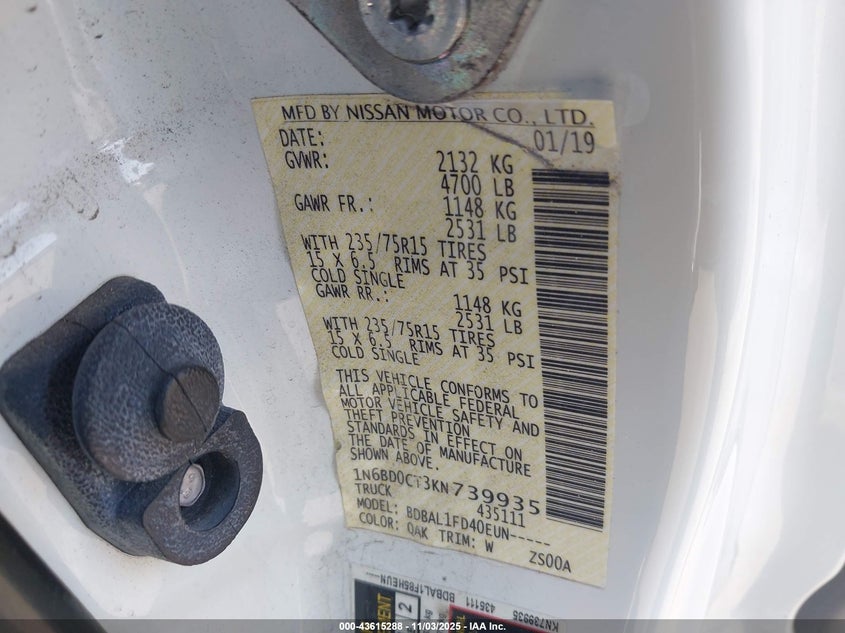 MFD BY NISSAN MOTOR CO., LTD.
DATE: 01/19
GVWR: 2132 KG
4700 LB
GAWR FR.: 1148 KG
2531 LB
WITH 235/75R15 TIRES
15 X 6.5 RIMS AT 35 PSI
COLD SINGLE
GAWR RR.: 1148 KG
2531 LB
WITH 235/75R15 TIRES
15 X 6.5 RIMS AT 35 PSI
COLD SINGLE
THIS VEHICLE CONFORMS TO
ALL APPLICABLE FEDERAL
MOTOR VEHICLE SAFETY AND
THEFT PREVENTION
STANDARDS IN EFFECT ON
THE DATE OF MANUFACTURE
SHOWN ABOVE.
1N6BD0CT3KN739935
TRUCK 435111
MODEL: BDBAL1FD40EUN------
COLOR: QAK TRIM: W ZS00A
KN739935 435111 BDBAL1F85HEUN
2
000-43615288 - 11/03/2025 - IAA Inc.